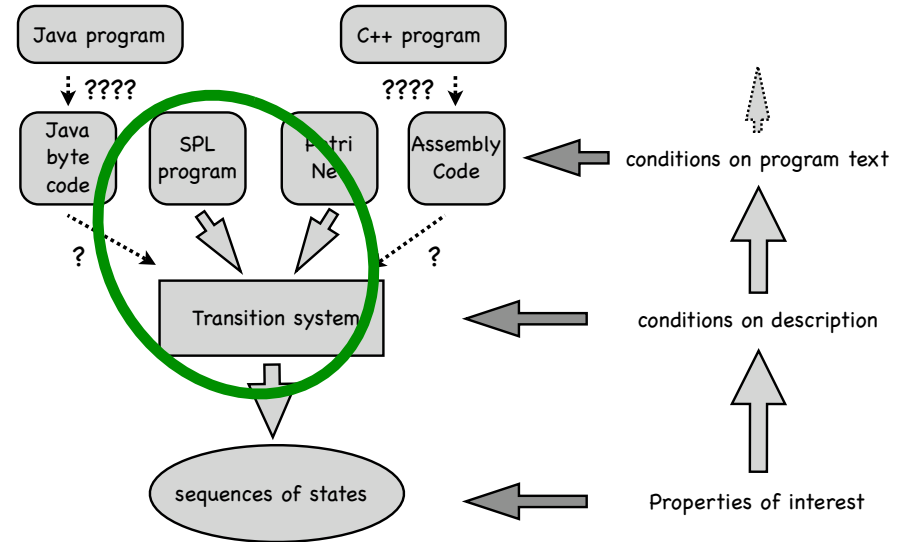 Java program
C++ program
????
????
Java
byte
code
SPL
program
Net
Assembly
Code
conditions on program text
?
?
Transition system
conditions on description
sequences of states
Properties of interest